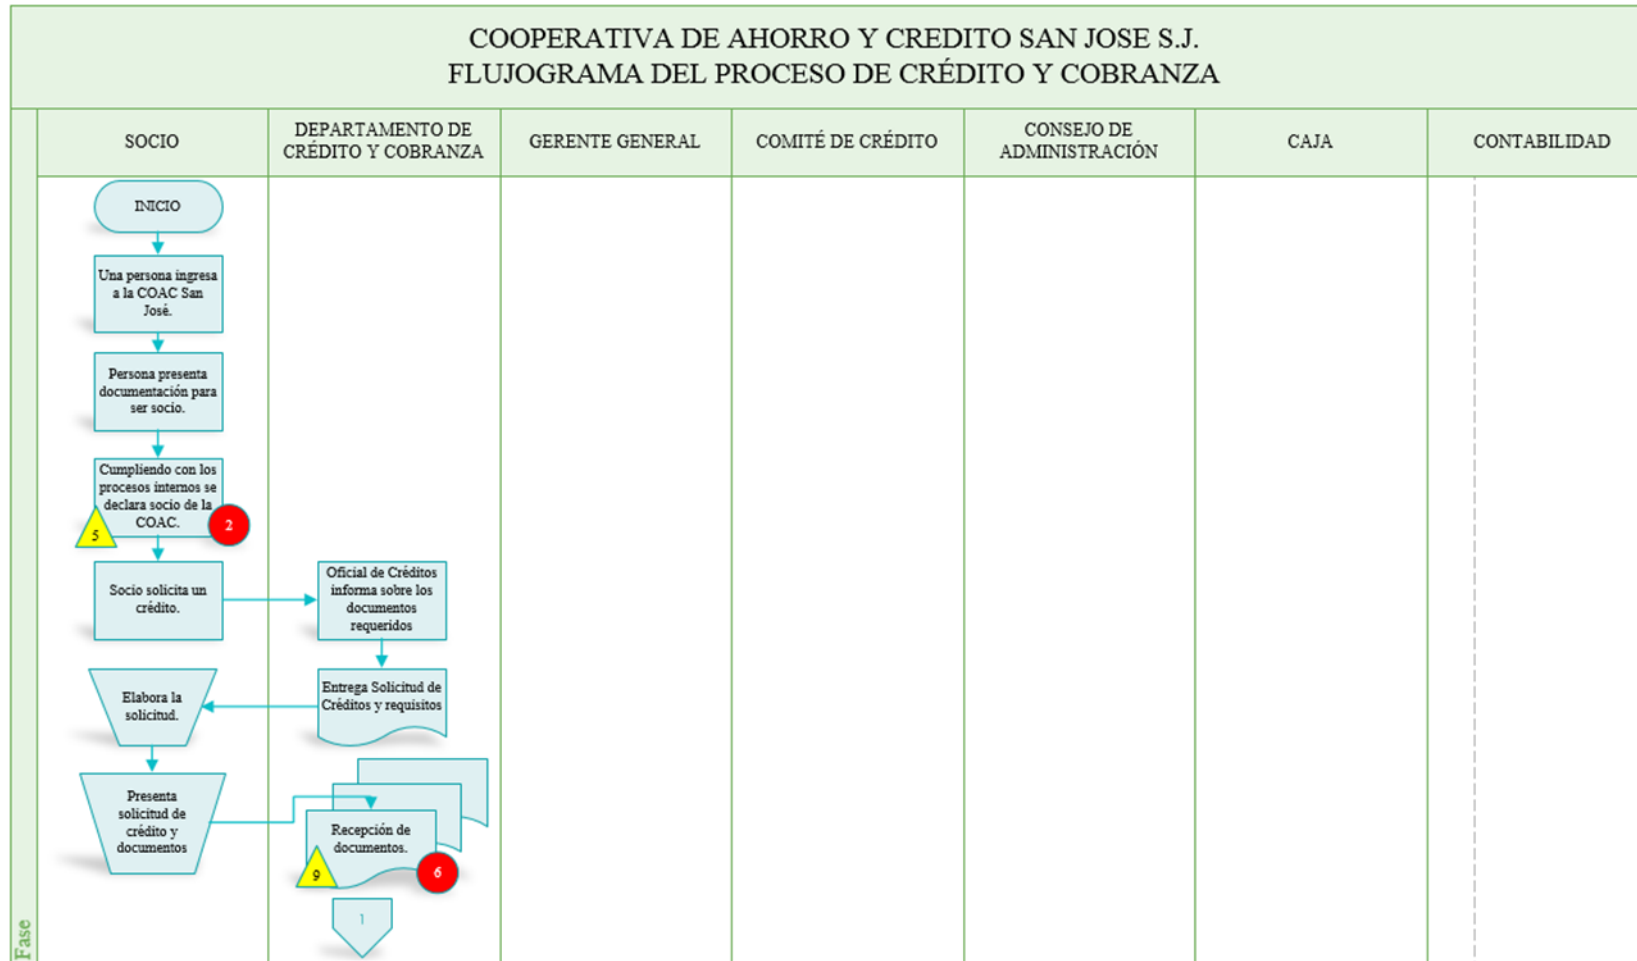 COOPERATIVA DE AHORRO Y CREDITO SAN JOSE S.J.
FLUJOGRAMA DEL PROCESO DE CRÉDITO Y COBRANZA
SOCIO
DEPARTAMENTO DE
CRÉDITO Y COBRANZA
GERENTE GENERAL
COMITÉ DE CRÉDITO
CONSEJO DE
ADMINISTRACIÓN
CAJA
CONTABILIDAD
INICIO
Una persona ingresa
a la COAC San
José.
Persona presenta
documentación para
ser socio.
Cumpliendo con los
procesos internos se
declara socio de la
COAC.
5
2
Socio solicita un
crédito.
Oficial de Créditos
informa sobre los
documentos
requeridos
Entrega Solicitud de
Créditos y requisitos
Elabora la
solicitud.
Presenta
solicitud de
crédito y
documentos
Recepción de
documentos.
9
6
1
Fase